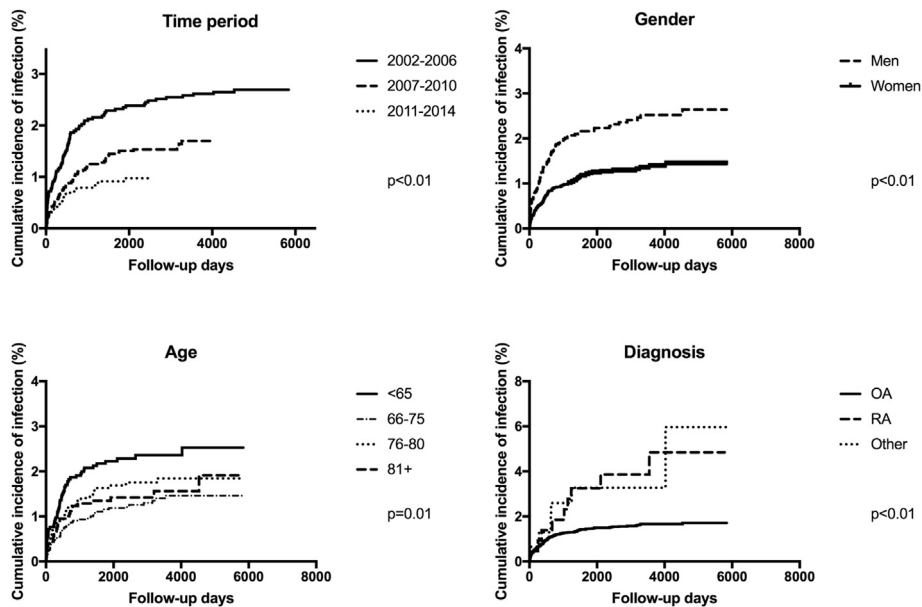 Time period
Cumulative incidence of infection (%)
3
2
1
0
0 2000 4000 6000
Follow-up days
2002-2006
2007-2010
2011-2014
p<0.01
Gender
Cumulative incidence of infection (%)
4
3
2
1
0
0 2000 4000 6000 8000
Follow-up days
Men
Women
p<0.01
Age
Cumulative incidence of infection (%)
4
3
2
1
0
0 2000 4000 6000 8000
Follow-up days
<65
66-75
76-80
81+
p=0.01
Diagnosis
Cumulative incidence of infection (%)
8
6
4
2
0
0 2000 4000 6000 8000
Follow-up days
OA
RA
Other
p<0.01